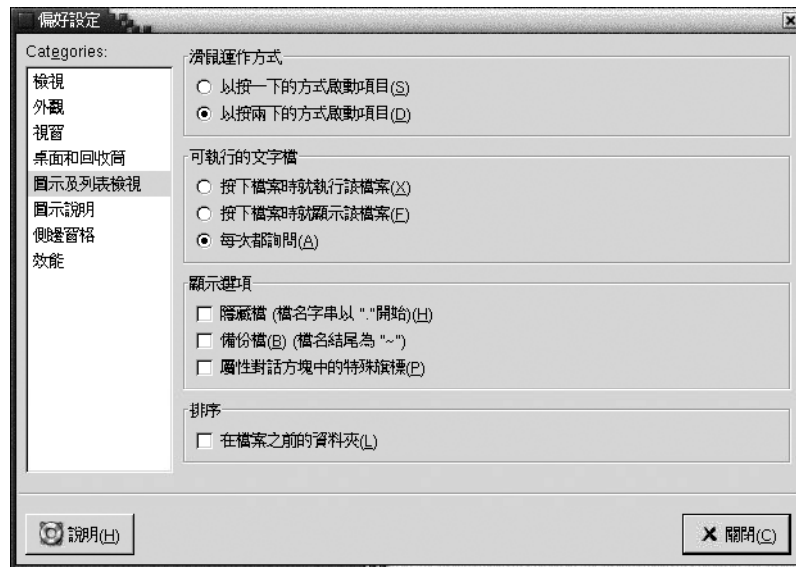 偏好設定
Categories:
檢視
外觀
視窗
桌面和回收筒
圖示及列表檢視
圖示說明
側邊窗格
效能
滑鼠運作方式
以按一下的方式啟動項目(S)
以按兩下的方式啟動項目(D)
可執行的文字檔
按下檔案時就執行該檔案(X)
按下檔案時就顯示該檔案(F)
每次都詢問(A)
顯示選項
隱藏檔 (檔名字串以 "."開始)(H)
備份檔(B) (檔名結尾為 "~")
屬性對話方塊中的特殊旗標(P)
排序
在檔案之前的資料夾(L)
說明(H)
關閉(C)